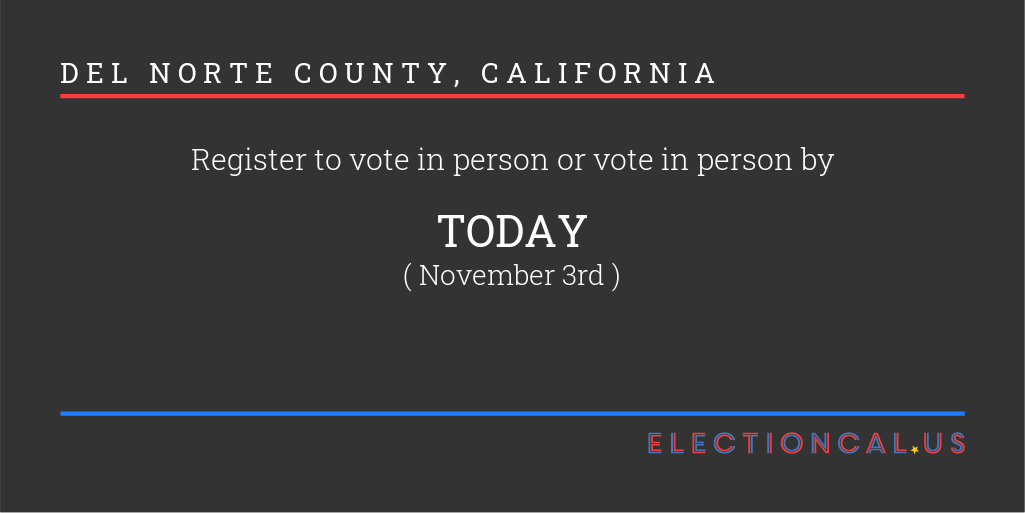 DEL NORTE COUNTY, CALIFORNIA
Register to vote in person or vote in person by
TODAY
( November 3rd )
ELECTIONCAL.US